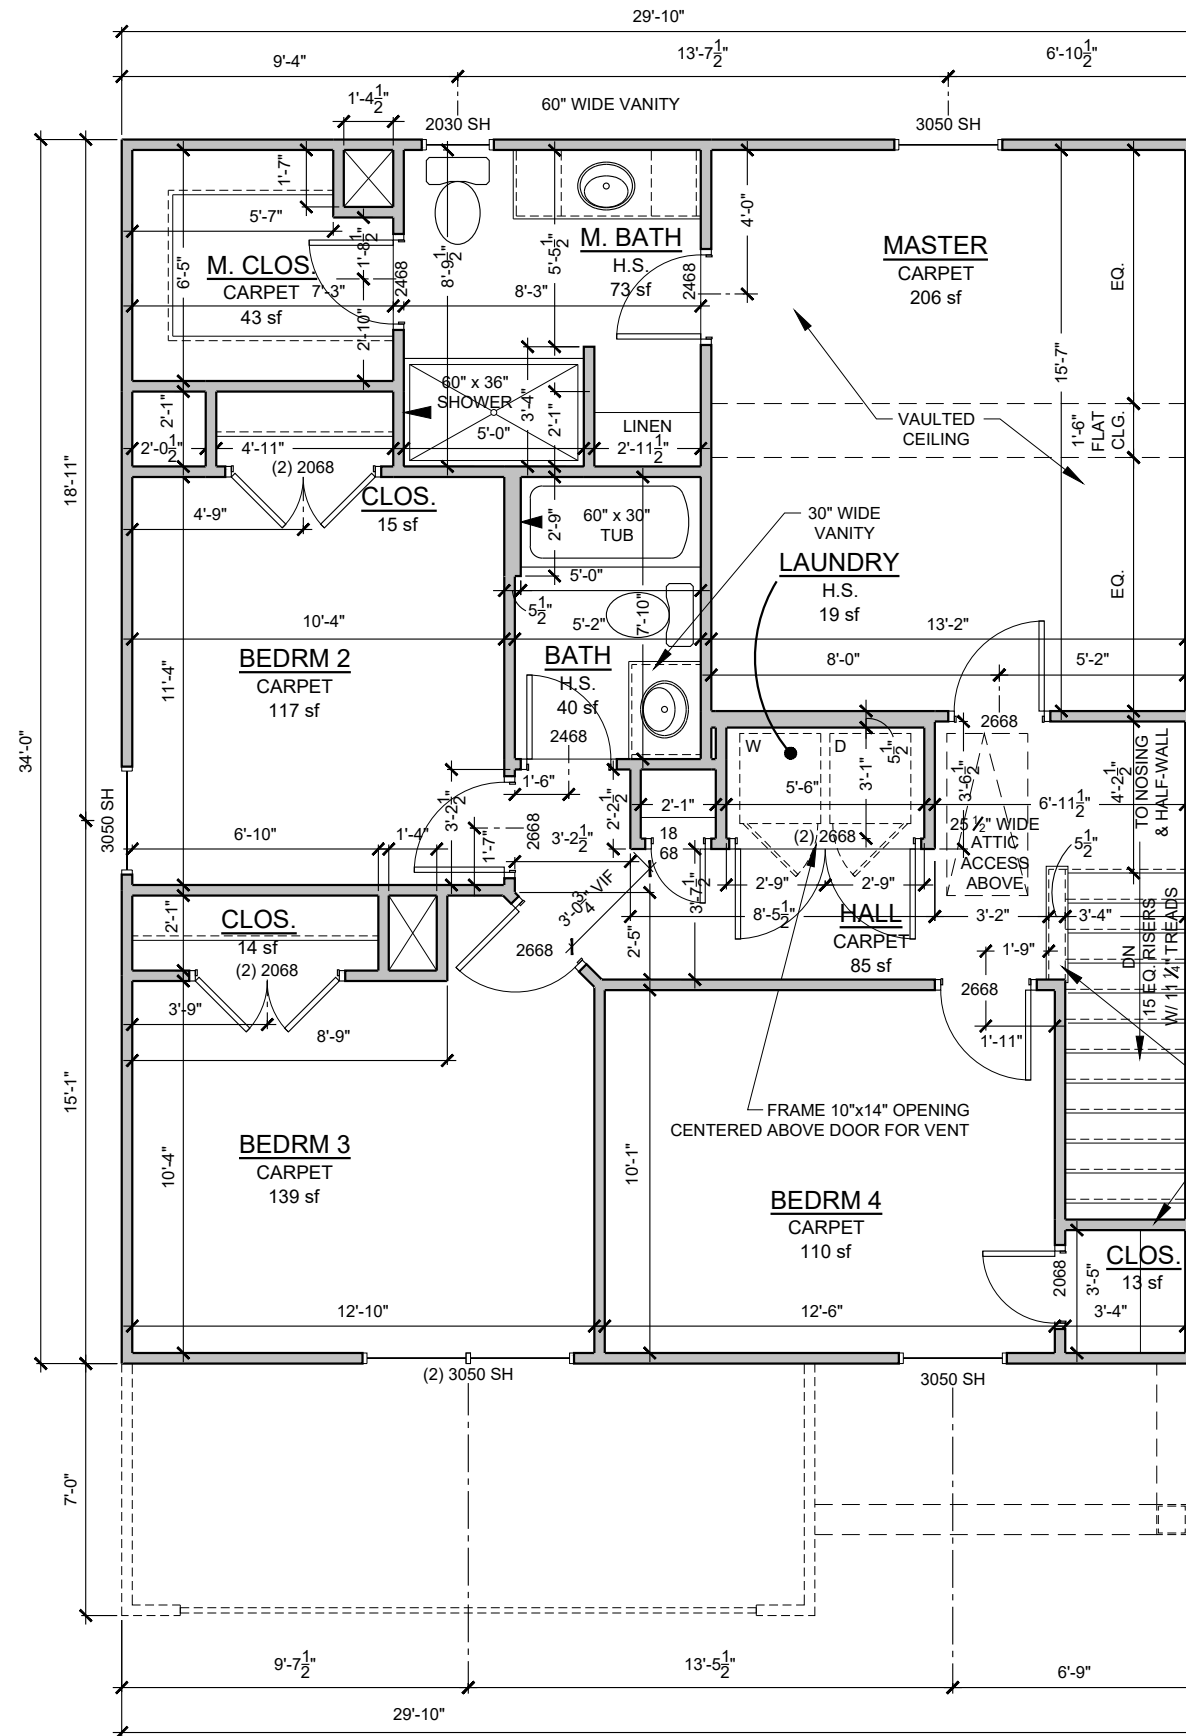 29'-10"
9'-4"
13'-7 1/2"
6'-10 1/2"
1'-4 1/2"
60" WIDE VANITY
2030 SH
3050 SH
1'-7"
5'-7"
6'-5"
M. CLOS.
CARPET
43 sf
7'-3"
1'-8 1/2"
2'-10"
2468
8'-9 1/2"
5'-5 1/2"
M. BATH
H.S.
73 sf
8'-3"
2468
4'-0"
MASTER
CARPET
206 sf
EQ.
15'-7"
VAULTED
CEILING
1'-6"
FLAT
CLG.
60" x 36"
SHOWER
5'-0"
3'-4"
2'-1"
LINEN
2'-11 1/2"
2'-1"
2'-0 1/2"
4'-11"
(2) 2068
CLOS.
15 sf
4'-9"
34'-0"
18'-11"
2'-9"
60" x 30"
TUB
5'-0"
30" WIDE
VANITY
LAUNDRY
H.S.
19 sf
EQ.
5 1/2"
5'-2"
7'-10"
10'-4"
13'-2"
BEDRM 2
CARPET
117 sf
11'-4"
BATH
H.S.
40 sf
2468
8'-0"
5'-2"
2668
W
D
5 1/2"
3'-1"
5'-6"
3'-6 1/2"
4'-2 1/2"
TO NOSING
& HALF-WALL
3050 SH
1'-6"
3'-2 1/2"
2'-2 1/2"
2'-1"
6'-11 1/2"
6'-10"
1'-4"
1'-7"
2668
3'-2 1/2"
18
68
(2) 2668
25 1/2" WIDE
ATTIC
ACCESS
ABOVE
5 1/2"
3'-0 3/4" VIF
3'-7 1/2"
2'-9"
2'-9"
8'-5 1/2"
HALL
CARPET
85 sf
3'-2"
3'-4"
2'-1"
CLOS.
14 sf
(2) 2068
2668
2'-5"
1'-9"
2668
1'-11"
DN
15 EQ. RISERS
W/ 11 1/4" TREADS
3'-9"
8'-9"
15'-1"
FRAME 10"x14" OPENING
CENTERED ABOVE DOOR FOR VENT
BEDRM 3
CARPET
139 sf
10'-4"
10'-1"
BEDRM 4
CARPET
110 sf
2068
3'-5"
CLOS.
13 sf
3'-4"
12'-10"
12'-6"
(2) 3050 SH
3050 SH
7'-0"
9'-7 1/2"
13'-5 1/2"
6'-9"
29'-10"